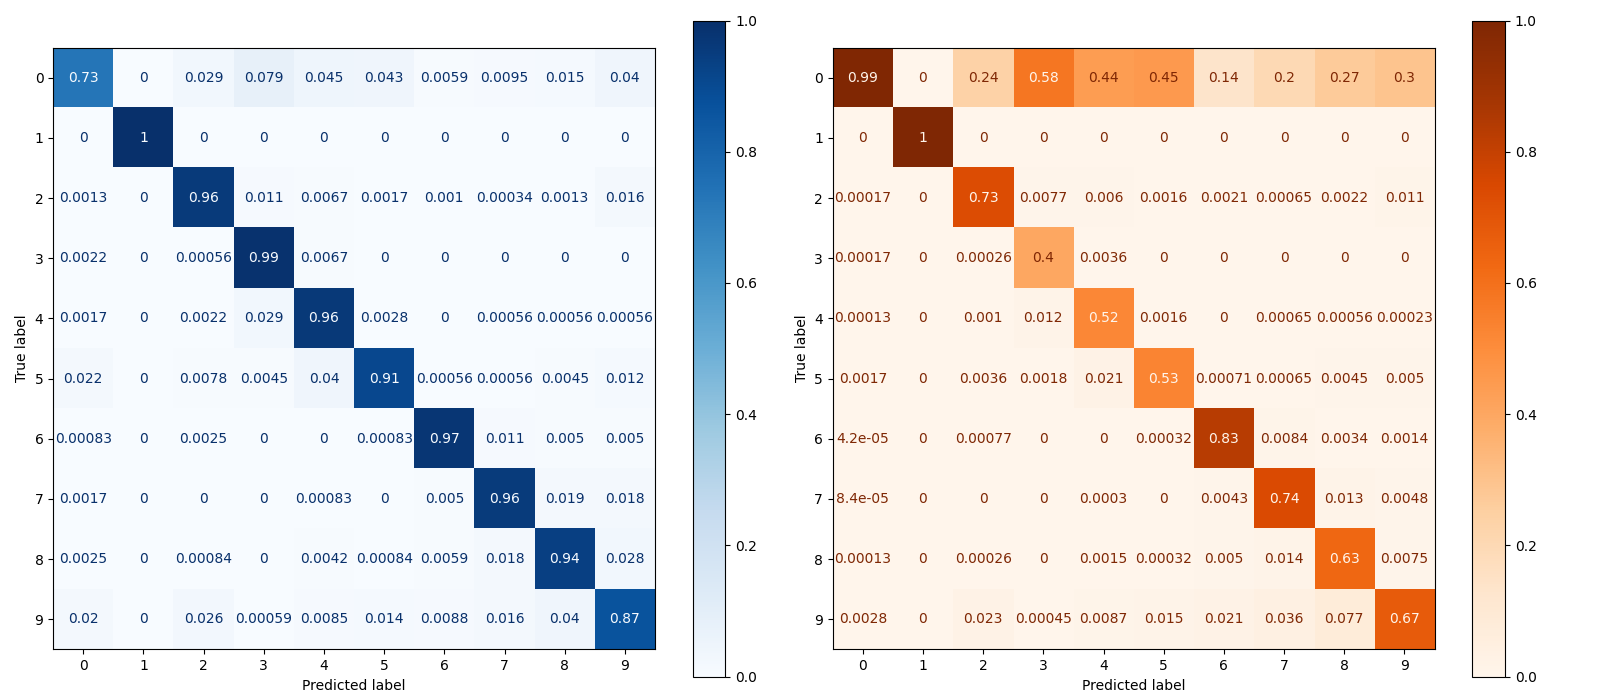 1.0
0 0.73 0 0.029 0.079 0.045 0.043 0.0059 0.0095 0.015 0.04
1 0 1 0 0 0 0 0 0 0 0
0.8
2 0.0013 0 0.96 0.011 0.0067 0.0017 0.001 0.00034 0.0013 0.016
3 0.0022 0 0.00056 0.99 0.0067 0 0 0 0 0
0.6
4 0.0017 0 0.0022 0.029 0.96 0.0028 0 0.00056 0.00056 0.00056
True label
5 0.022 0 0.0078 0.0045 0.04 0.91 0.00056 0.00056 0.0045 0.012
0.4
6 0.00083 0 0.0025 0 0 0.00083 0.97 0.011 0.005 0.005
7 0.0017 0 0 0 0.00083 0 0.005 0.96 0.019 0.018
0.2
8 0.0025 0 0.00084 0 0.0042 0.00084 0.0059 0.018 0.94 0.028
9 0.02 0 0.026 0.00059 0.0085 0.014 0.0088 0.016 0.04 0.87
0 1 2 3 4 5 6 7 8 9
0.0
Predicted label
1.0
0 0.99 0 0.24 0.58 0.44 0.45 0.14 0.2 0.27 0.3
1 0 1 0 0 0 0 0 0 0 0
0.8
2 0.00017 0 0.73 0.0077 0.006 0.0016 0.0021 0.00065 0.0022 0.011
3 0.00017 0 0.00026 0.4 0.0036 0 0 0 0 0
0.6
4 0.00013 0 0.001 0.012 0.52 0.0016 0 0.00065 0.00056 0.00023
True label
5 0.0017 0 0.0036 0.0018 0.021 0.53 0.00071 0.00065 0.0045 0.005
0.4
6 4.2e-05 0 0.00077 0 0 0.00032 0.83 0.0084 0.0034 0.0014
7 8.4e-05 0 0 0 0.0003 0 0.0043 0.74 0.013 0.0048
0.2
8 0.00013 0 0.00026 0 0.0015 0.00032 0.005 0.014 0.63 0.0075
9 0.0028 0 0.023 0.00045 0.0087 0.015 0.021 0.036 0.077 0.67
0 1 2 3 4 5 6 7 8 9
0.0
Predicted label